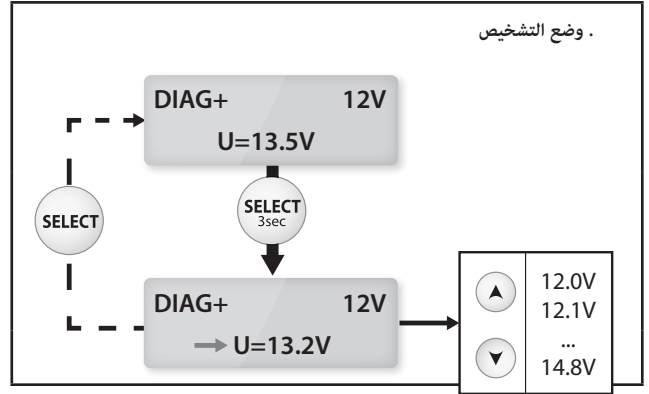 . وضع التشخيص
DIAG+ 12V
U=13.5V
SELECT
SELECT
3sec
DIAG+ 12V
U=13.2V
12.0V
12.1V
...
14.8V